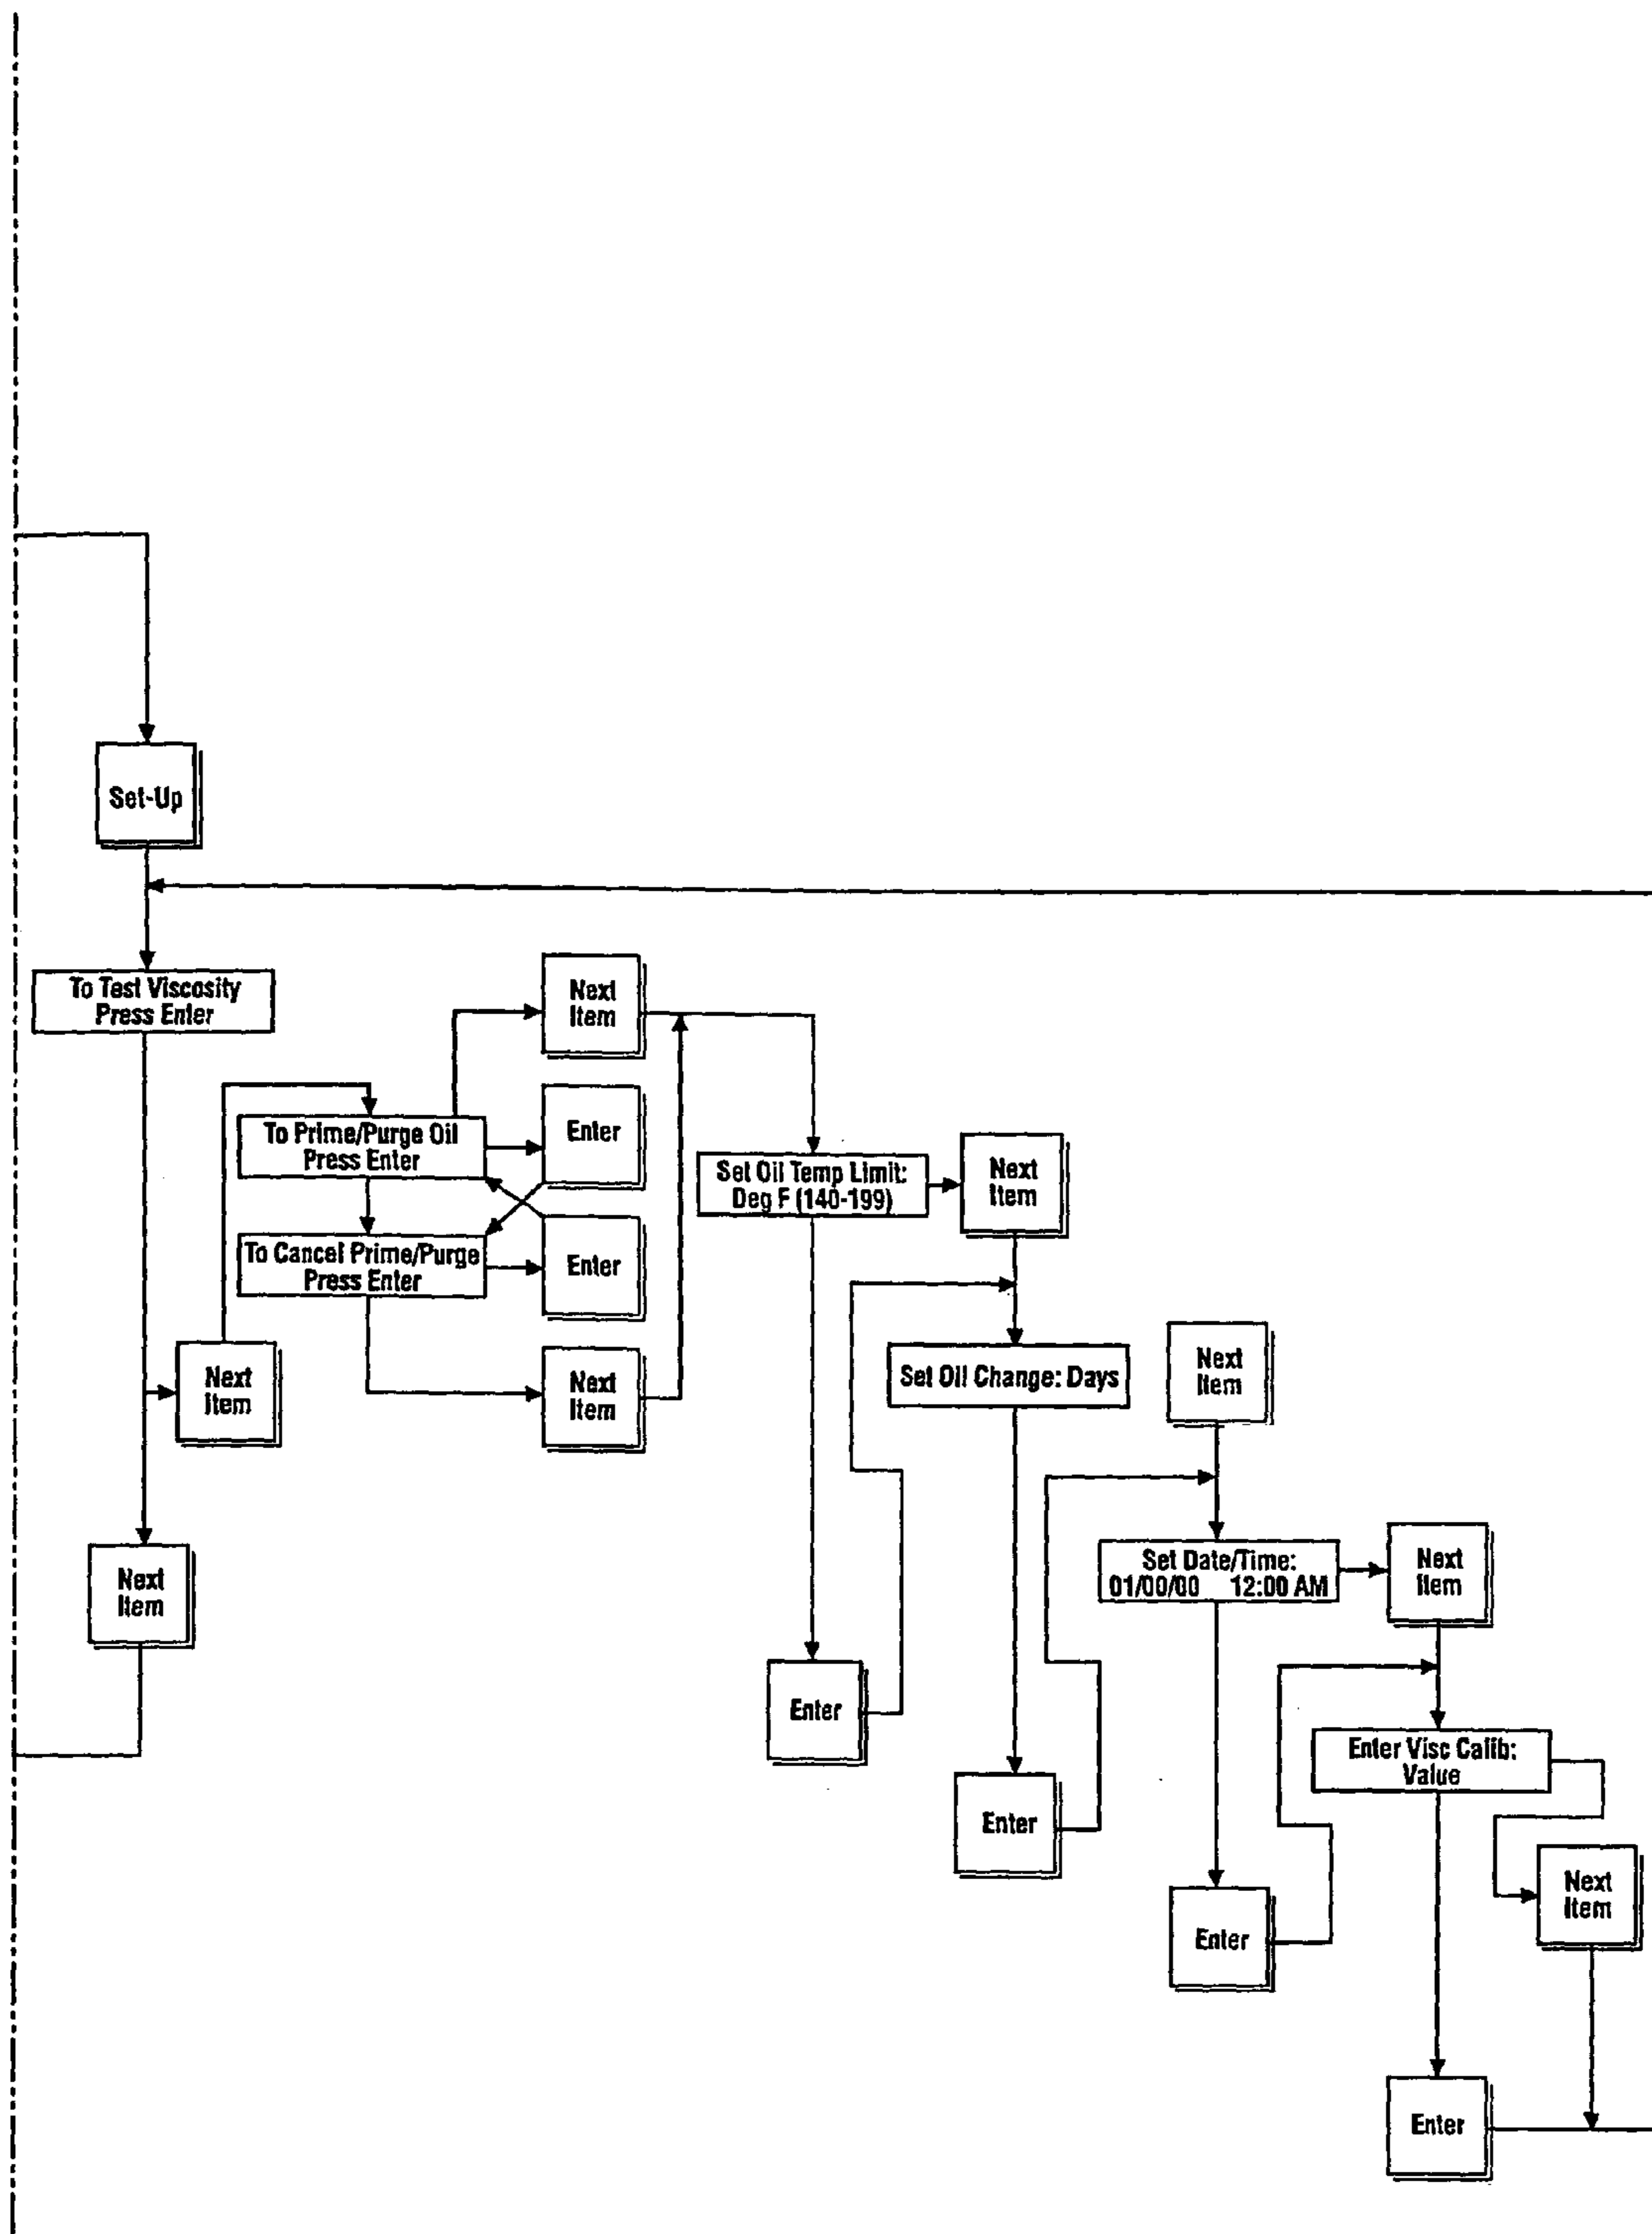 Set-Up
To Test Viscosity
Press Enter
Next
Item
To Prime/Purge Oil
Press Enter
Enter
To Cancel Prime/Purge
Press Enter
Enter
Next
Item
Next
Item
Next
Item
Set Oil Temp Limit:
Deg F (140-199)
Next
Item
Set Oil Change: Days
Next
Item
Set Date/Time:
01/00/00 12:00 AM
Next
Item
Enter
Enter Visc Calib:
Value
Enter
Next
Item
Enter
Enter